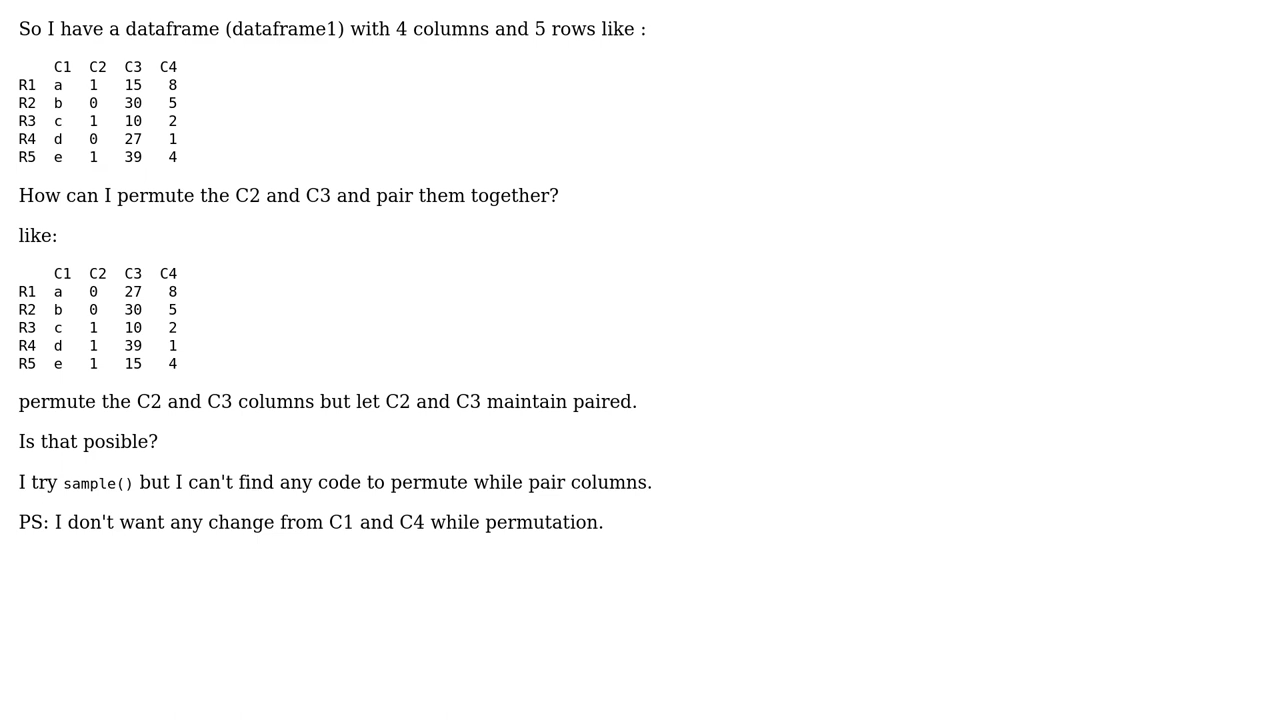 So I have a dataframe (dataframe1) with 4 columns and 5 rows like :
    C1  C2  C3  C4
R1  a   1   15   8
R2  b   0   30   5
R3  c   1   10   2
R4  d   0   27   1
R5  e   1   39   4
How can I permute the C2 and C3 and pair them together?
like:
    C1  C2  C3  C4
R1  a   0   27   8
R2  b   0   30   5
R3  c   1   10   2
R4  d   1   39   1
R5  e   1   15   4
permute the C2 and C3 columns but let C2 and C3 maintain paired.
Is that posible?
I try sample() but I can't find any code to permute while pair columns.
PS: I don't want any change from C1 and C4 while permutation.